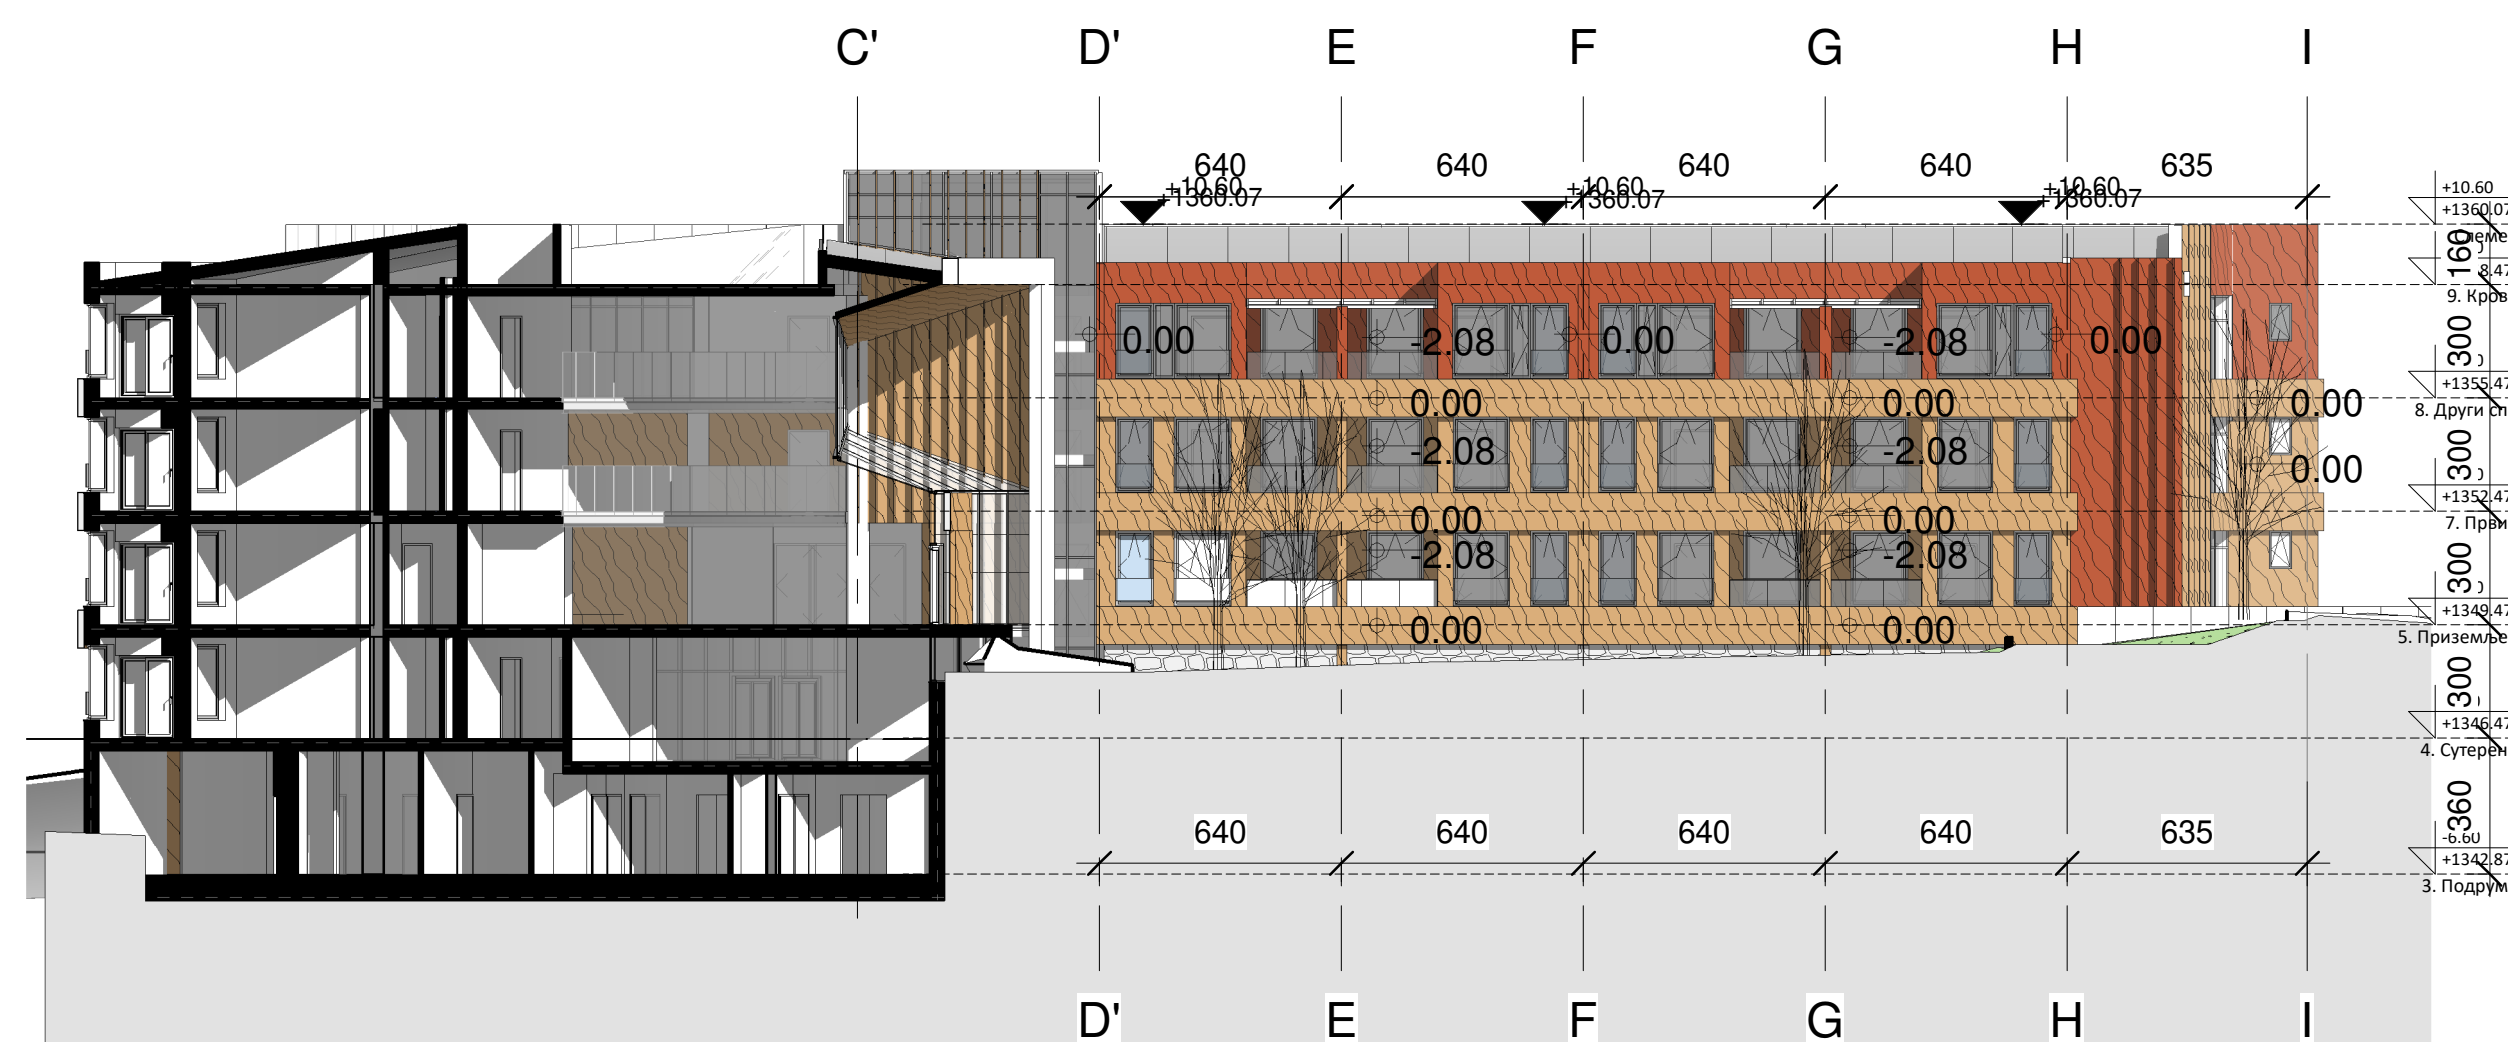 C' D' E F G H I
640 640 640 640 635
+10.60 +10.60 +10.60 +10.60
+1360.07 +1360.07 +1360.07 +1360.07
160
8.47
9. Кров
0.00 -2.08 0.00 -2.08 0.00
300
+1355.47
0.00 0.00 0.00
8. Други сп
-2.08 -2.08 0.00
300
+1352.47
0.00 0.00
7. Први
-2.08 -2.08
300
+1349.47
0.00 0.00
5. Приземље
300
+1346.47
4. Сутерен
360
640 640 640 640 635
-6.60
+1342.87
3. Подрум
D' E F G H I